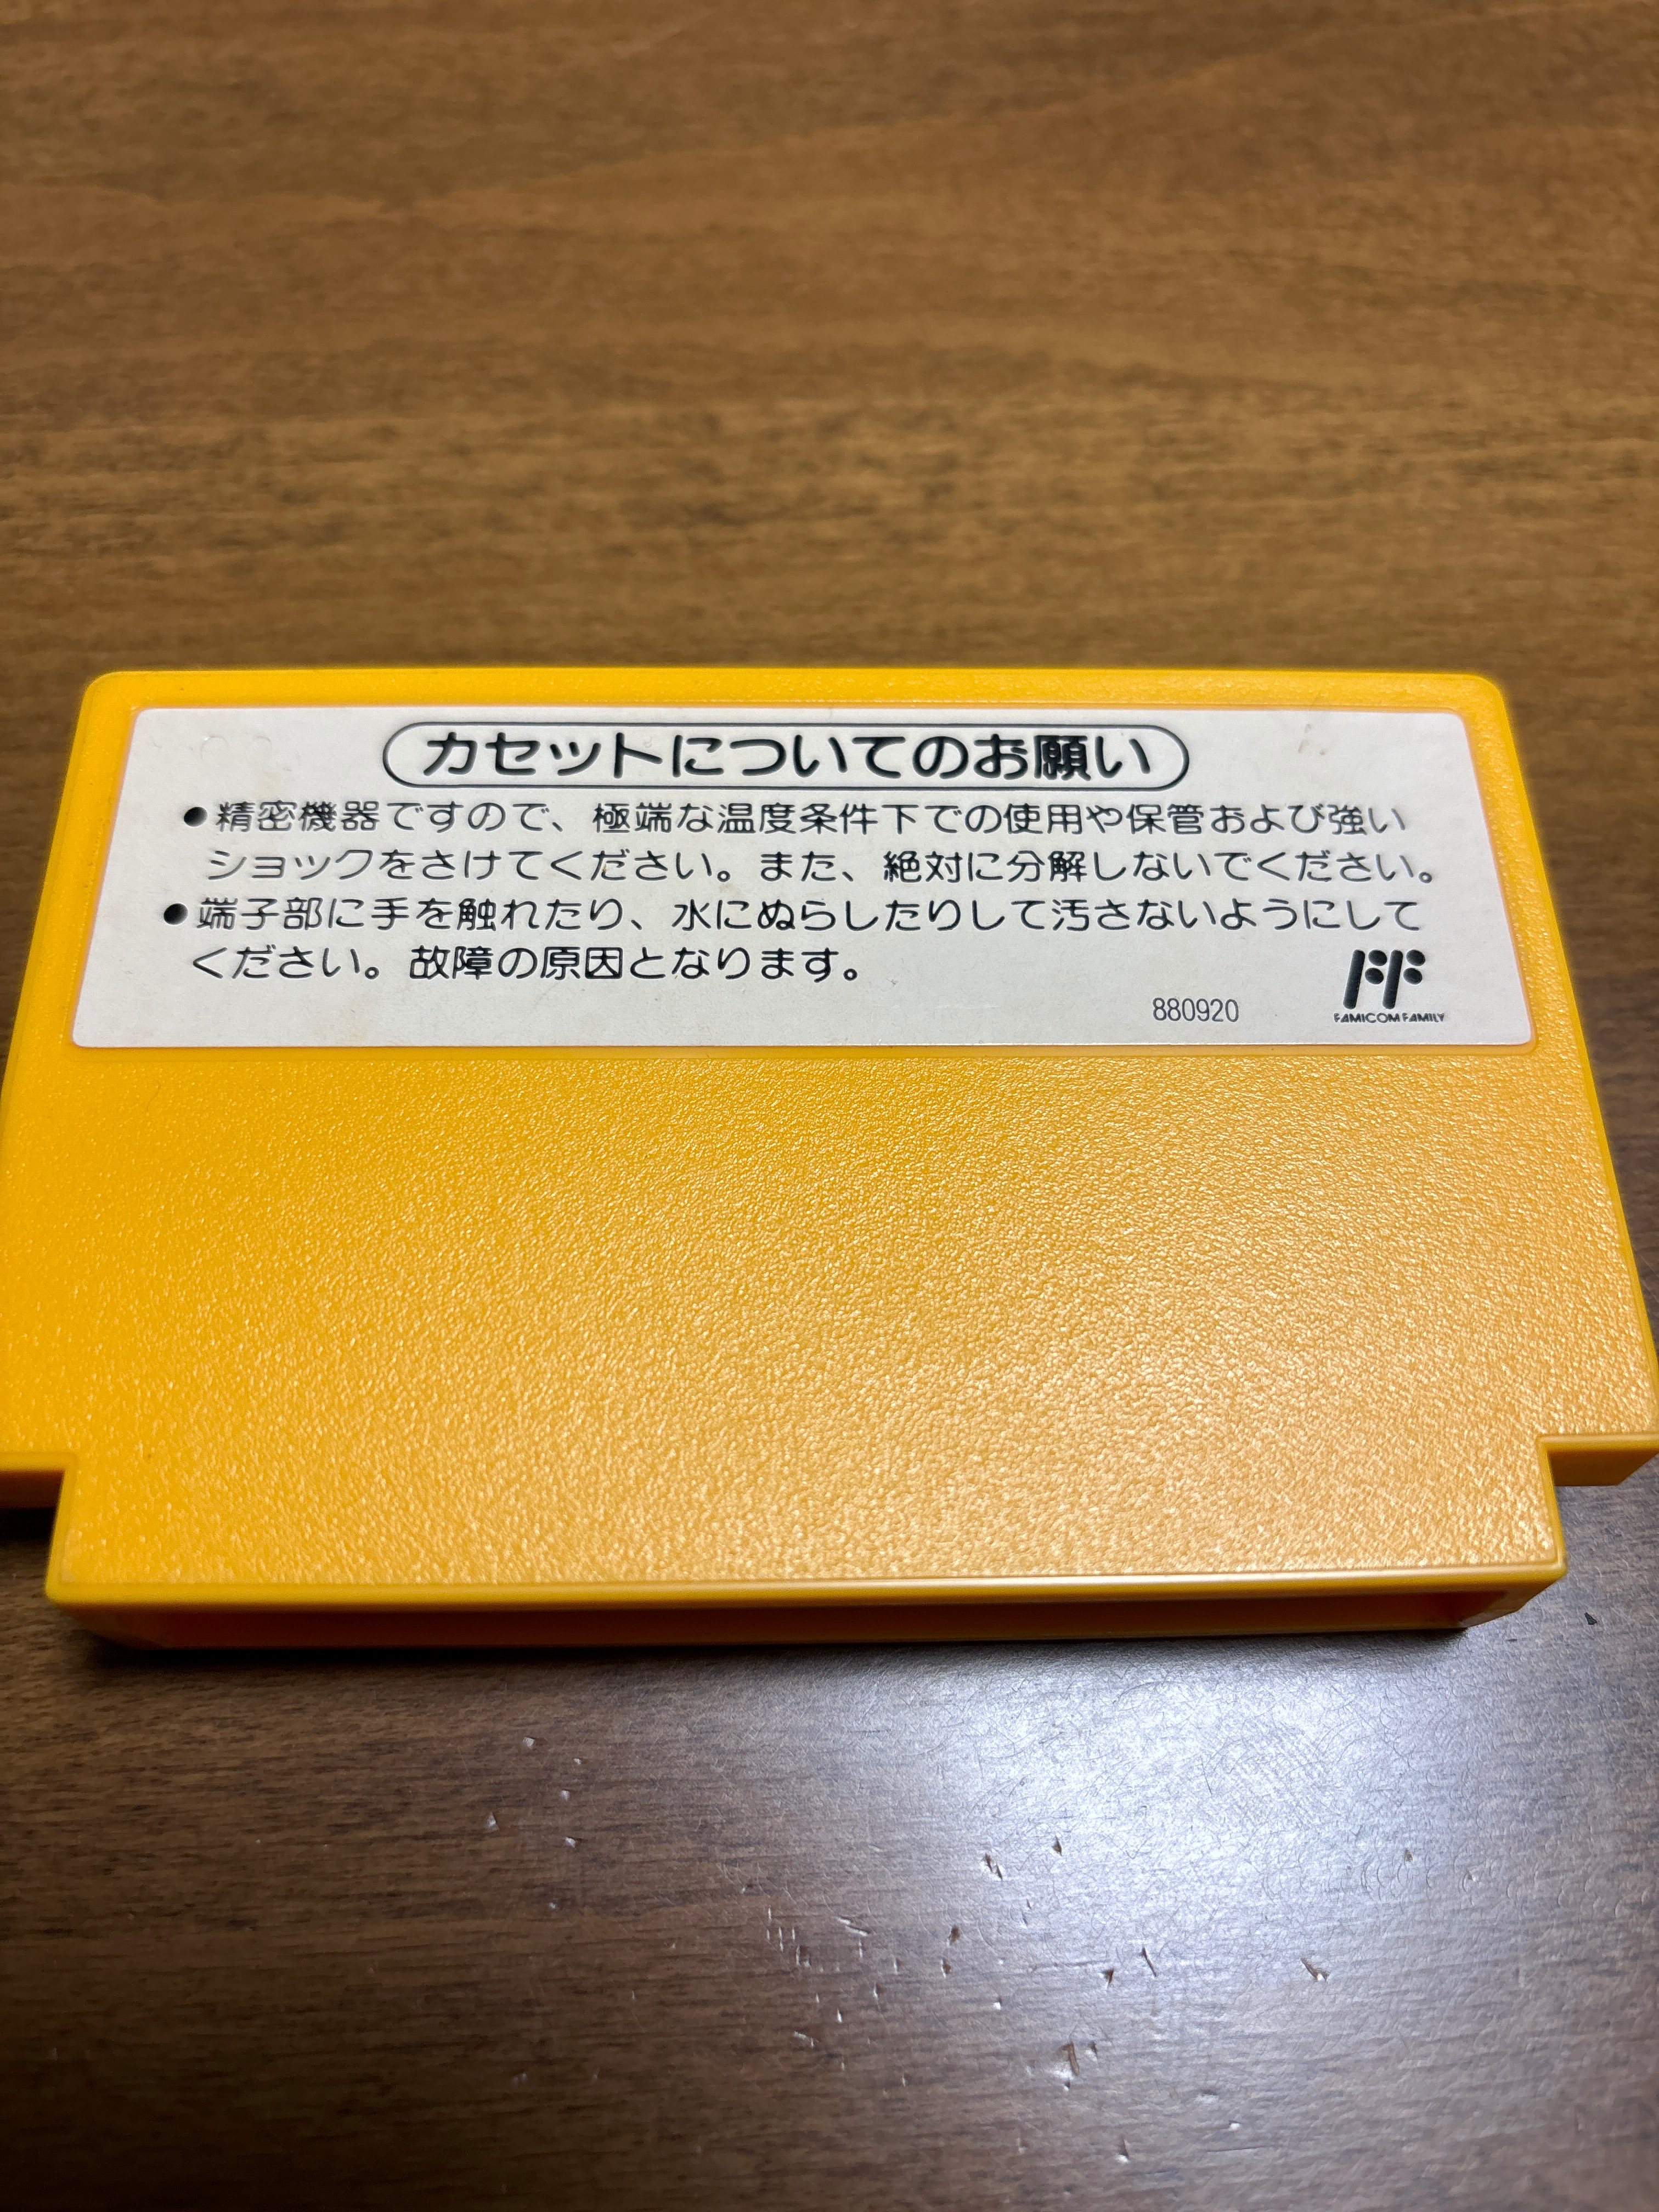 カセットについてのお願い
●精密機器ですので、極端な温度条件下での使用や保管および強い
ショックをさけてください。また、絶対に分解しないでください。
●端子部に手を触れたり、水にぬらしたりして汚さないようにして
ください。故障の原因となります。
880920
FF
FAMICOM FAMILY